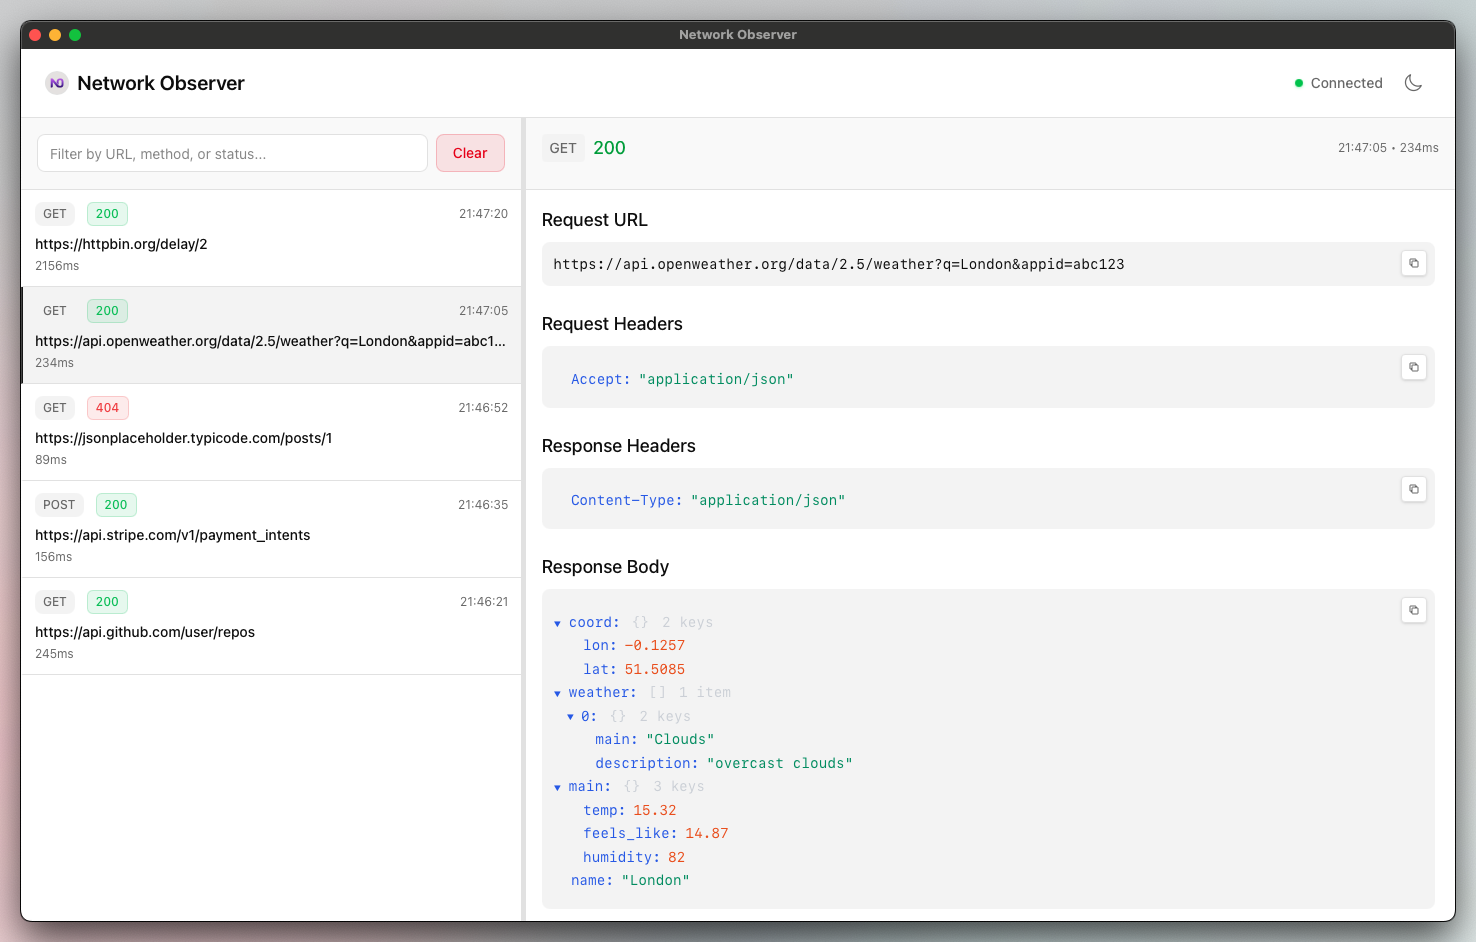 Network Observer
NO Network Observer
Connected
Filter by URL, method, or status...
Clear
GET 200 21:47:20
https://httpbin.org/delay/2
2156ms
GET 200 21:47:05
https://api.openweather.org/data/2.5/weather?q=London&appid=abc1...
234ms
GET 404 21:46:52
https://jsonplaceholder.typicode.com/posts/1
89ms
POST 200 21:46:35
https://api.stripe.com/v1/payment_intents
156ms
GET 200 21:46:21
https://api.github.com/user/repos
245ms
GET 200 21:47:05 • 234ms
Request URL
https://api.openweather.org/data/2.5/weather?q=London&appid=abc123
Request Headers
Accept: "application/json"
Response Headers
Content-Type: "application/json"
Response Body
▼ coord: {} 2 keys
lon: -0.1257
lat: 51.5085
▼ weather: [] 1 item
▼ 0: {} 2 keys
main: "Clouds"
description: "overcast clouds"
▼ main: {} 3 keys
temp: 15.32
feels_like: 14.87
humidity: 82
name: "London"